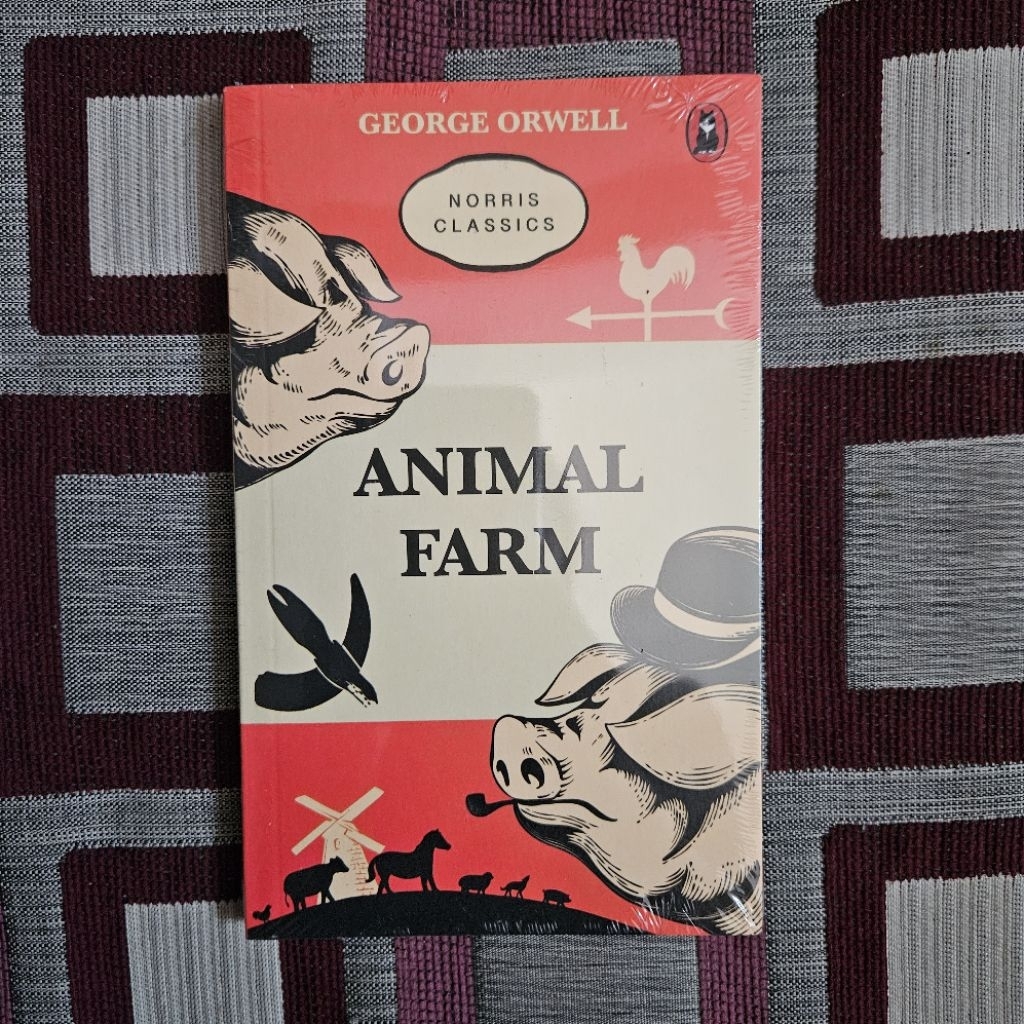 GEORGE ORWELL
NORRIS
CLASSICS
ANIMAL
FARM